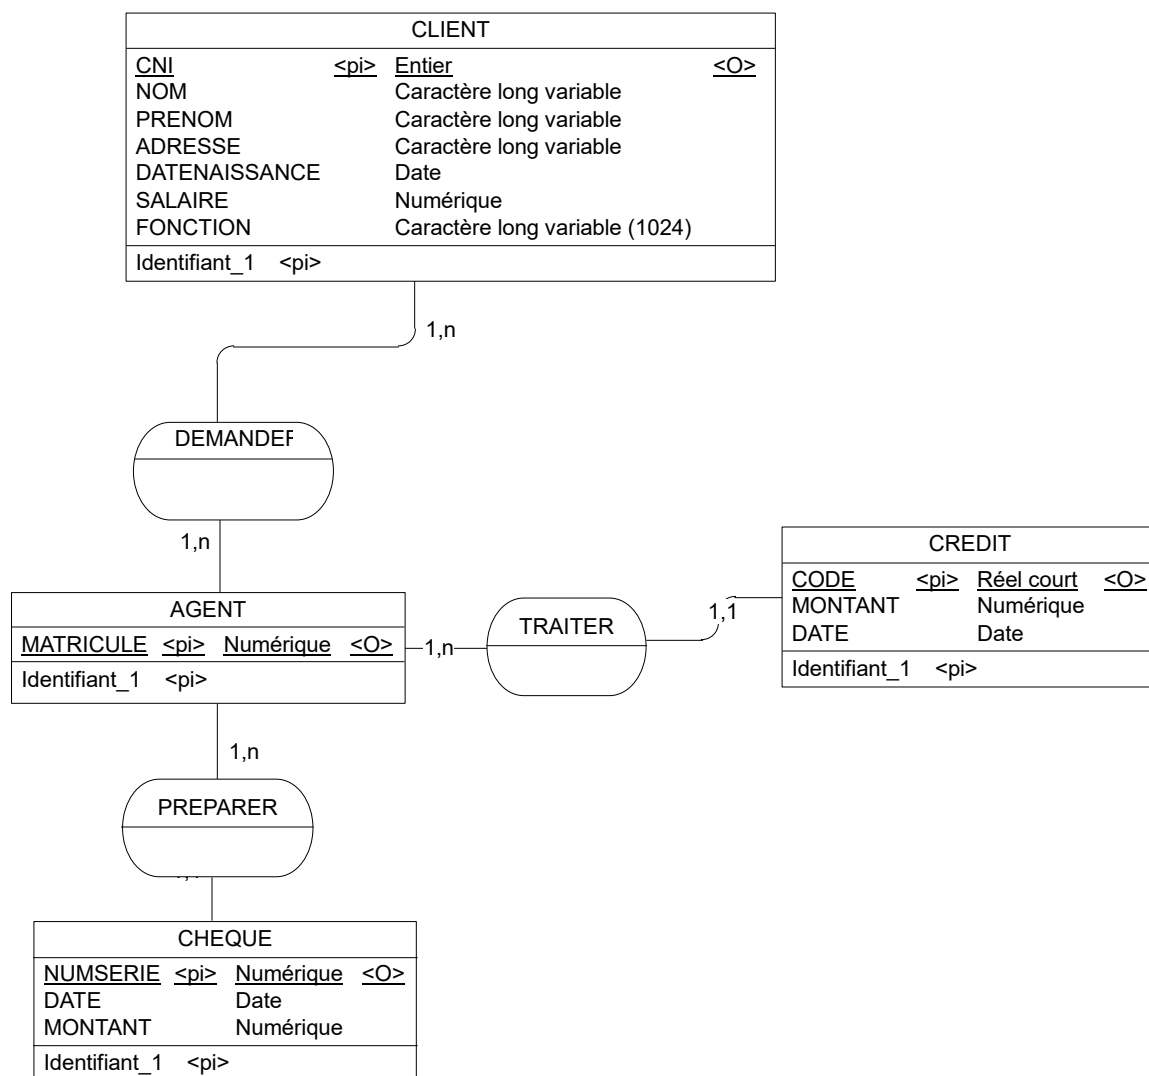 CLIENT
CNI <pi> Entier <O>
NOM Caractère long variable
PRENOM Caractère long variable
ADRESSE Caractère long variable
DATENAISSANCE Date
SALAIRE Numérique
FONCTION Caractère long variable (1024)
Identifiant_1 <pi>
1,n
DEMANDER
1,n
CREDIT
CODE <pi> Réel court <O>
MONTANT Numérique
DATE Date
Identifiant_1 <pi>
1,1
TRAITER
1,n
AGENT
MATRICULE <pi> Numérique <O>
Identifiant_1 <pi>
1,n
PREPARER
CHEQUE
NUMSERIE <pi> Numérique <O>
DATE Date
MONTANT Numérique
Identifiant_1 <pi>